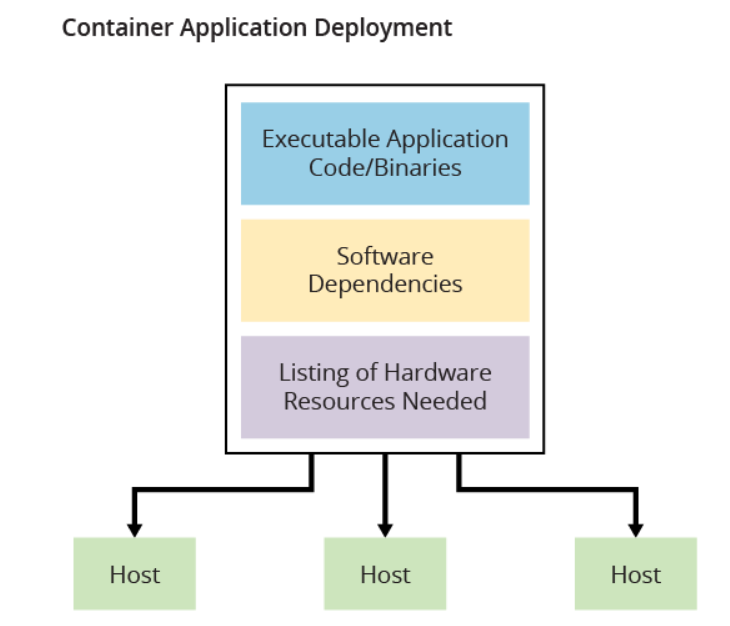 Container Application Deployment
Executable Application
Code/Binaries
Software
Dependencies
Listing of Hardware
Resources Needed
Host
Host
Host